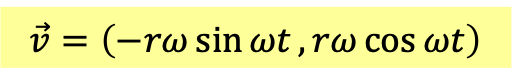 v⃗ = (−rω sin ωt , rω cos ωt)